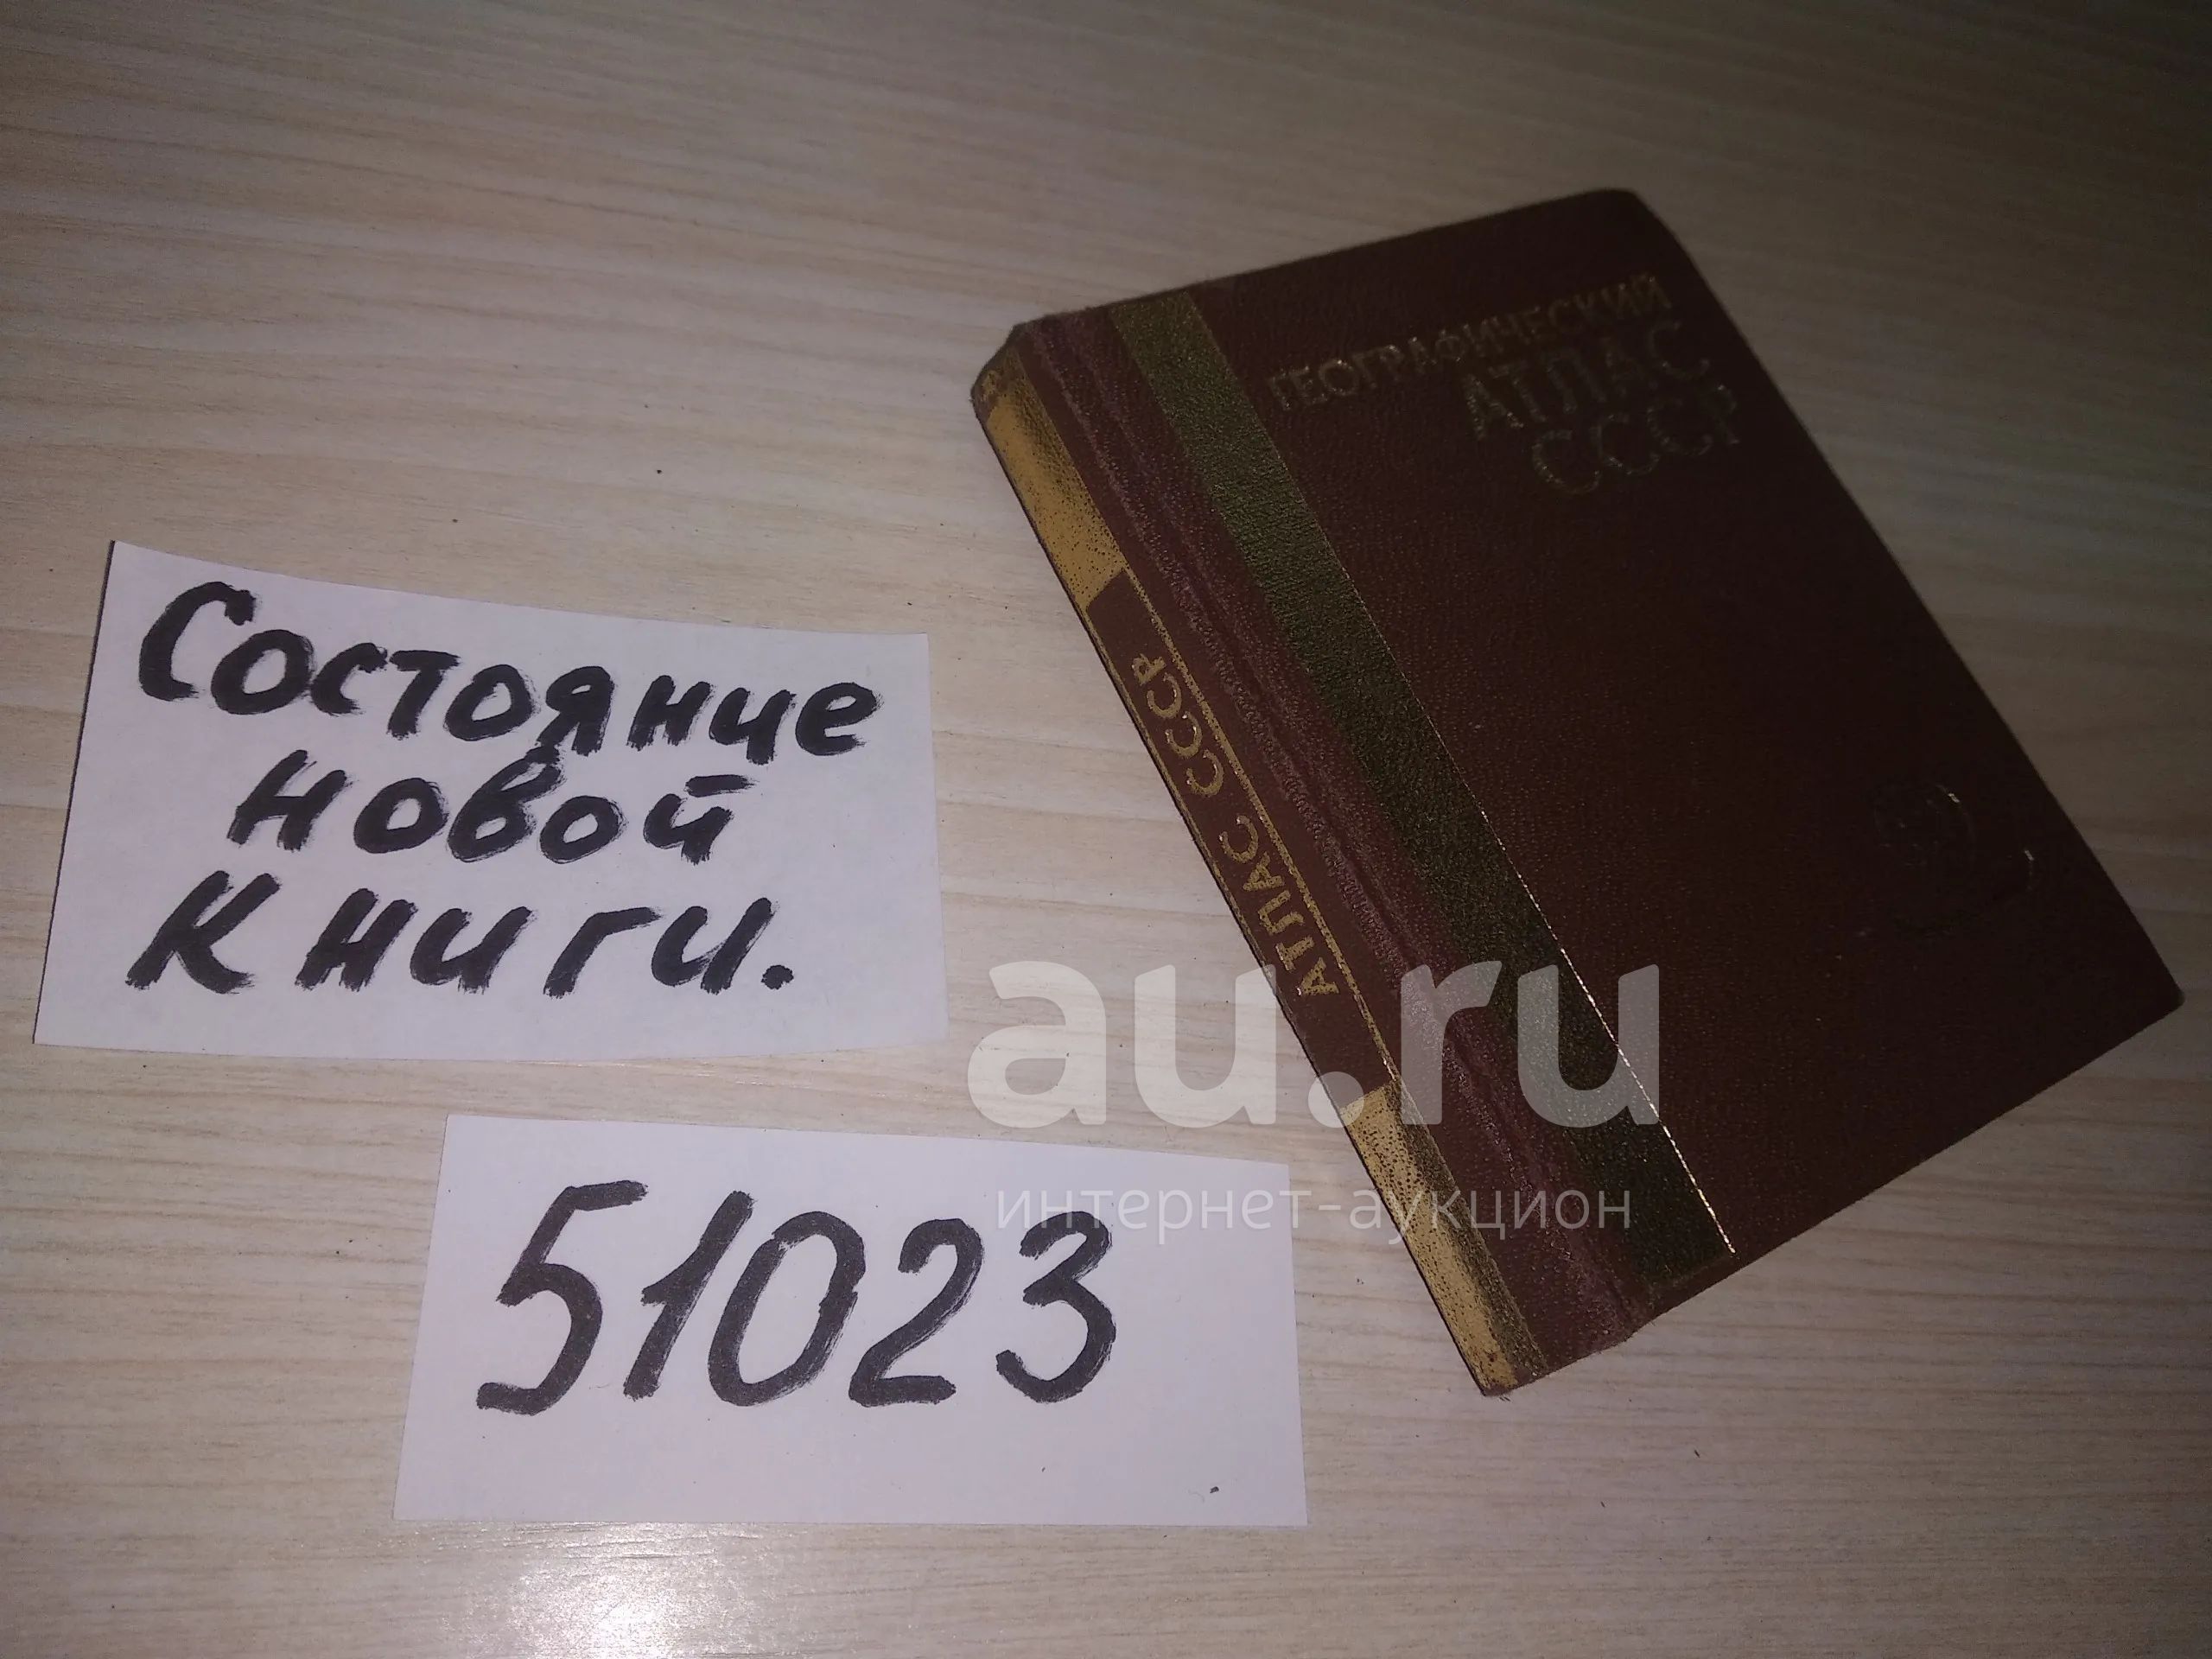 Состояние
новой
книги.
51023
ГЕОГРАФИЧЕСКИЙ
АТЛАС
СССР
АТЛАС СССР
au.ru
интернет-аукцион